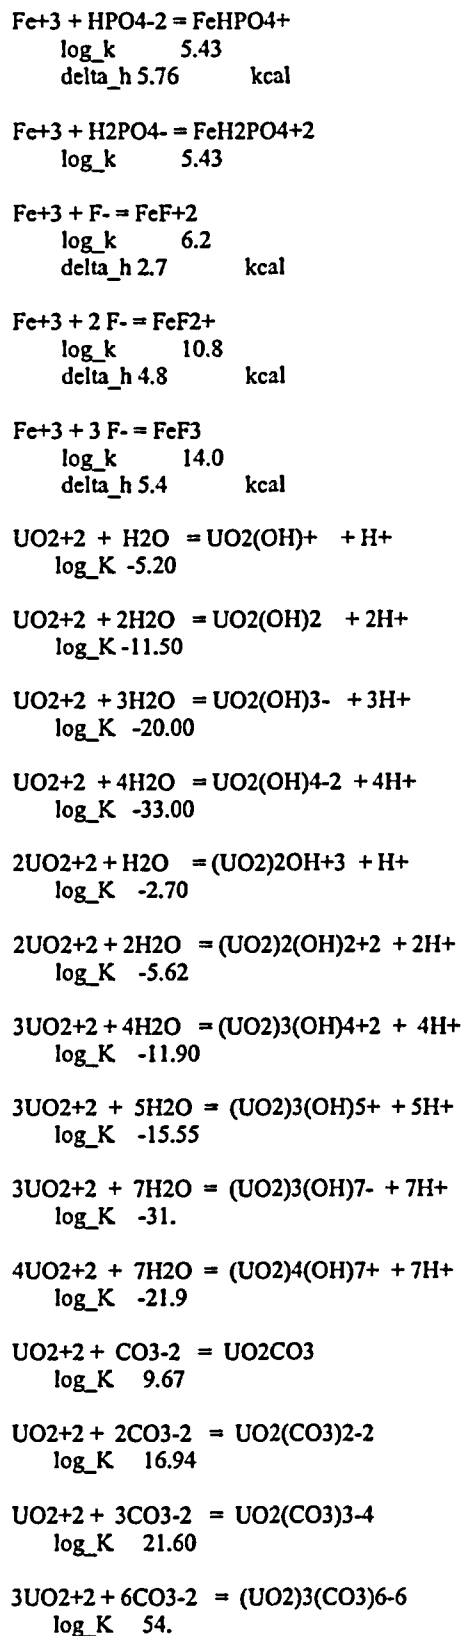 Fe+3 + HPO4-2 = FeHPO4+
log_k 5.43
delta_h 5.76 kcal
Fe+3 + H2PO4- = FeH2PO4+2
log_k 5.43
Fe+3 + F- = FeF+2
log_k 6.2
delta_h 2.7 kcal
Fe+3 + 2 F- = FeF2+
log_k 10.8
delta_h 4.8 kcal
Fe+3 + 3 F- = FeF3
log_k 14.0
delta_h 5.4 kcal
UO2+2 + H2O = UO2(OH)+ + H+
log_K -5.20
UO2+2 + 2H2O = UO2(OH)2 + 2H+
log_K -11.50
UO2+2 + 3H2O = UO2(OH)3- + 3H+
log_K -20.00
UO2+2 + 4H2O = UO2(OH)4-2 + 4H+
log_K -33.00
2UO2+2 + H2O = (UO2)2OH+3 + H+
log_K -2.70
2UO2+2 + 2H2O = (UO2)2(OH)2+2 + 2H+
log_K -5.62
3UO2+2 + 4H2O = (UO2)3(OH)4+2 + 4H+
log_K -11.90
3UO2+2 + 5H2O = (UO2)3(OH)5+ + 5H+
log_K -15.55
3UO2+2 + 7H2O = (UO2)3(OH)7- + 7H+
log_K -31.
4UO2+2 + 7H2O = (UO2)4(OH)7+ + 7H+
log_K -21.9
UO2+2 + CO3-2 = UO2CO3
log_K 9.67
UO2+2 + 2CO3-2 = UO2(CO3)2-2
log_K 16.94
UO2+2 + 3CO3-2 = UO2(CO3)3-4
log_K 21.60
3UO2+2 + 6CO3-2 = (UO2)3(CO3)6-6
log_K 54.